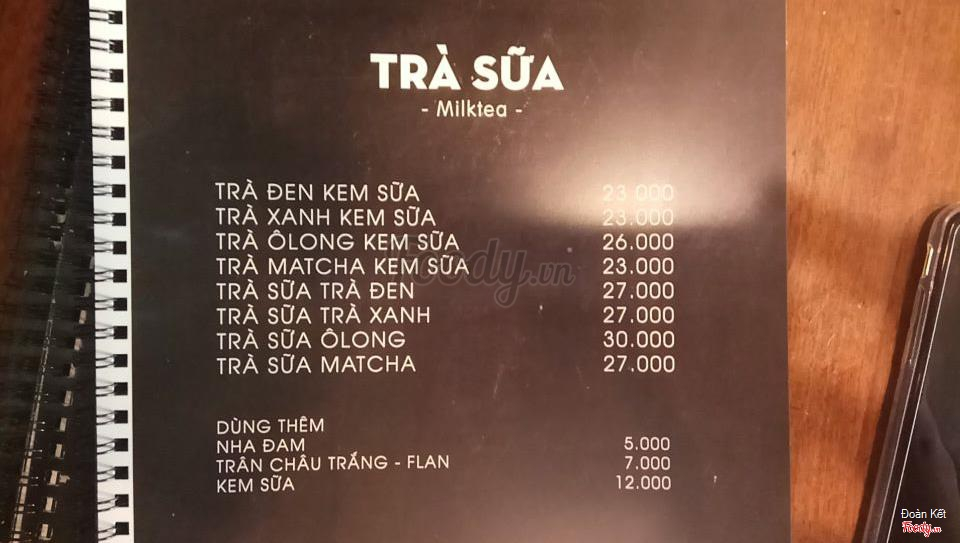 TRÀ SỮA
- Milktea -
TRÀ ĐEN KEM SỮA 23.000
TRÀ XANH KEM SỮA 23.000
TRÀ ÔLONG KEM SỮA 26.000
TRÀ MATCHA KEM SỮA 23.000
Foody.vn
TRÀ SỮA TRÀ ĐEN 27.000
TRÀ SỮA TRÀ XANH 27.000
TRÀ SỮA ÔLONG 30.000
TRÀ SỮA MATCHA 27.000
DÙNG THÊM
NHA ĐAM 5.000
TRÂN CHÂU TRẮNG - FLAN 7.000
KEM SỮA 12.000
Đoàn Kết
Foody.vn